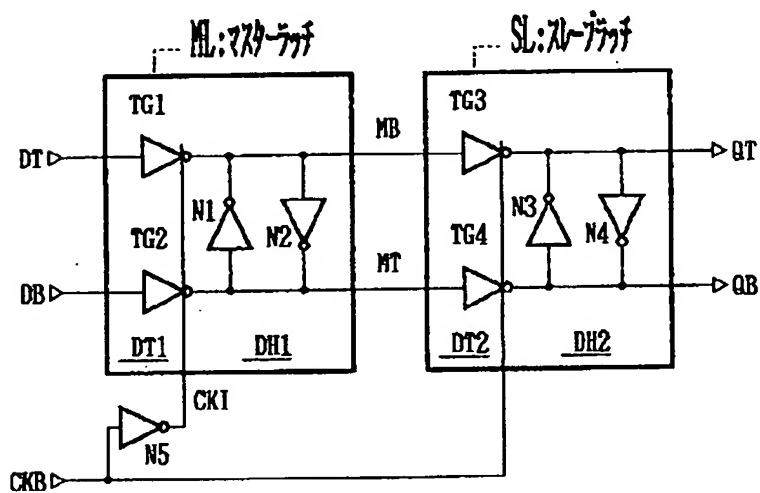 ML:マスターラッチ
SL:スレーブラッチ
TG1
TG3
MB
DT
QT
N1
N2
N3
N4
TG2
TG4
MT
DB
QB
DT1
DH1
DT2
DH2
CKI
N5
CKB